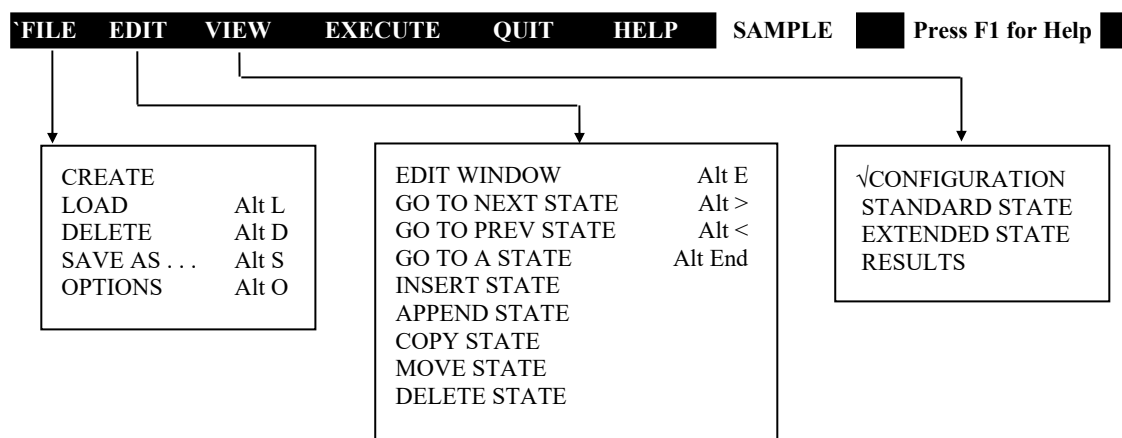 `FILE EDIT VIEW EXECUTE QUIT HELP SAMPLE Press F1 for Help
CREATE
LOAD Alt L
DELETE Alt D
SAVE AS . . . Alt S
OPTIONS Alt O
EDIT WINDOW Alt E
GO TO NEXT STATE Alt >
GO TO PREV STATE Alt <
GO TO A STATE Alt End
INSERT STATE
APPEND STATE
COPY STATE
MOVE STATE
DELETE STATE
√CONFIGURATION
STANDARD STATE
EXTENDED STATE
RESULTS